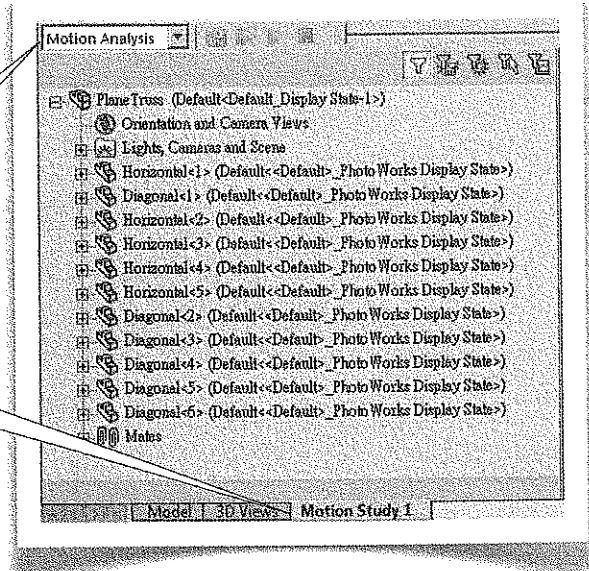 Motion Analysis
PlaneTruss (Default<Default_Display State-1>)
Orientation and Camera Views
Lights, Cameras and Scene
Horizontal<1> (Default<<Default>_PhotoWorks Display State>)
Diagonal<1> (Default<<Default>_PhotoWorks Display State>)
Horizontal<2> (Default<<Default>_PhotoWorks Display State>)
Horizontal<3> (Default<<Default>_PhotoWorks Display State>)
Horizontal<4> (Default<<Default>_PhotoWorks Display State>)
Horizontal<5> (Default<<Default>_PhotoWorks Display State>)
Diagonal<2> (Default<<Default>_PhotoWorks Display State>)
Diagonal<3> (Default<<Default>_PhotoWorks Display State>)
Diagonal<4> (Default<<Default>_PhotoWorks Display State>)
Diagonal<5> (Default<<Default>_PhotoWorks Display State>)
Diagonal<6> (Default<<Default>_PhotoWorks Display State>)
Mates
Model 3D Views Motion Study 1